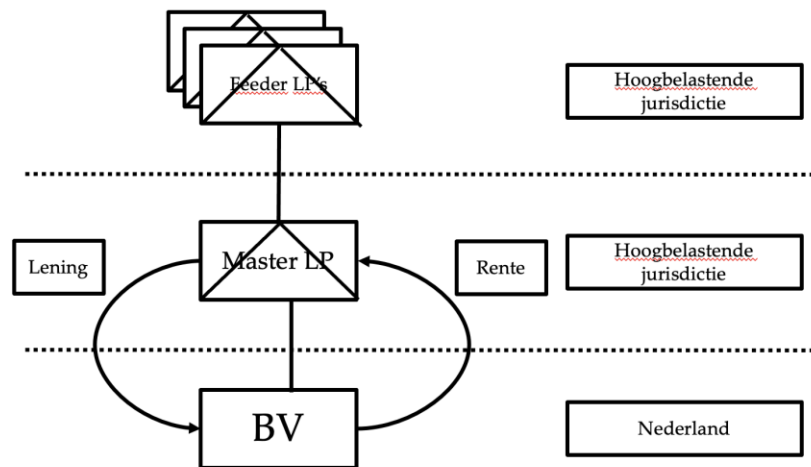 Feeder LP's
Hoogbelastende
jurisdictie
Lening
Master LP
Rente
Hoogbelastende
jurisdictie
BV
Nederland